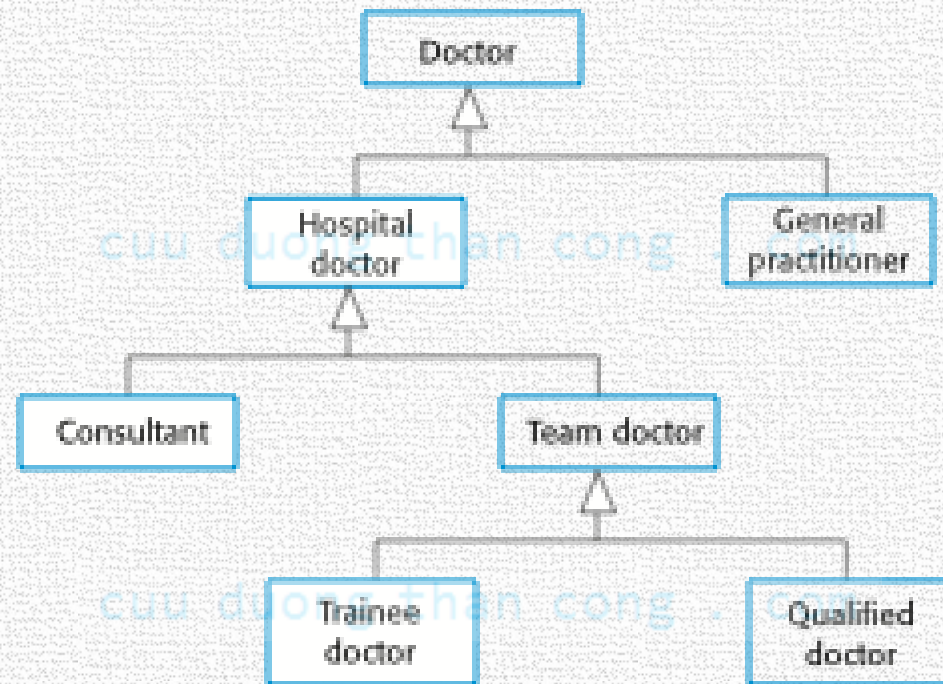 Doctor
Hospital
doctor
General
practitioner
cuu duong than cong . com
Consultant
Team doctor
Trainee
doctor
Qualified
doctor
cuu duong than cong . com